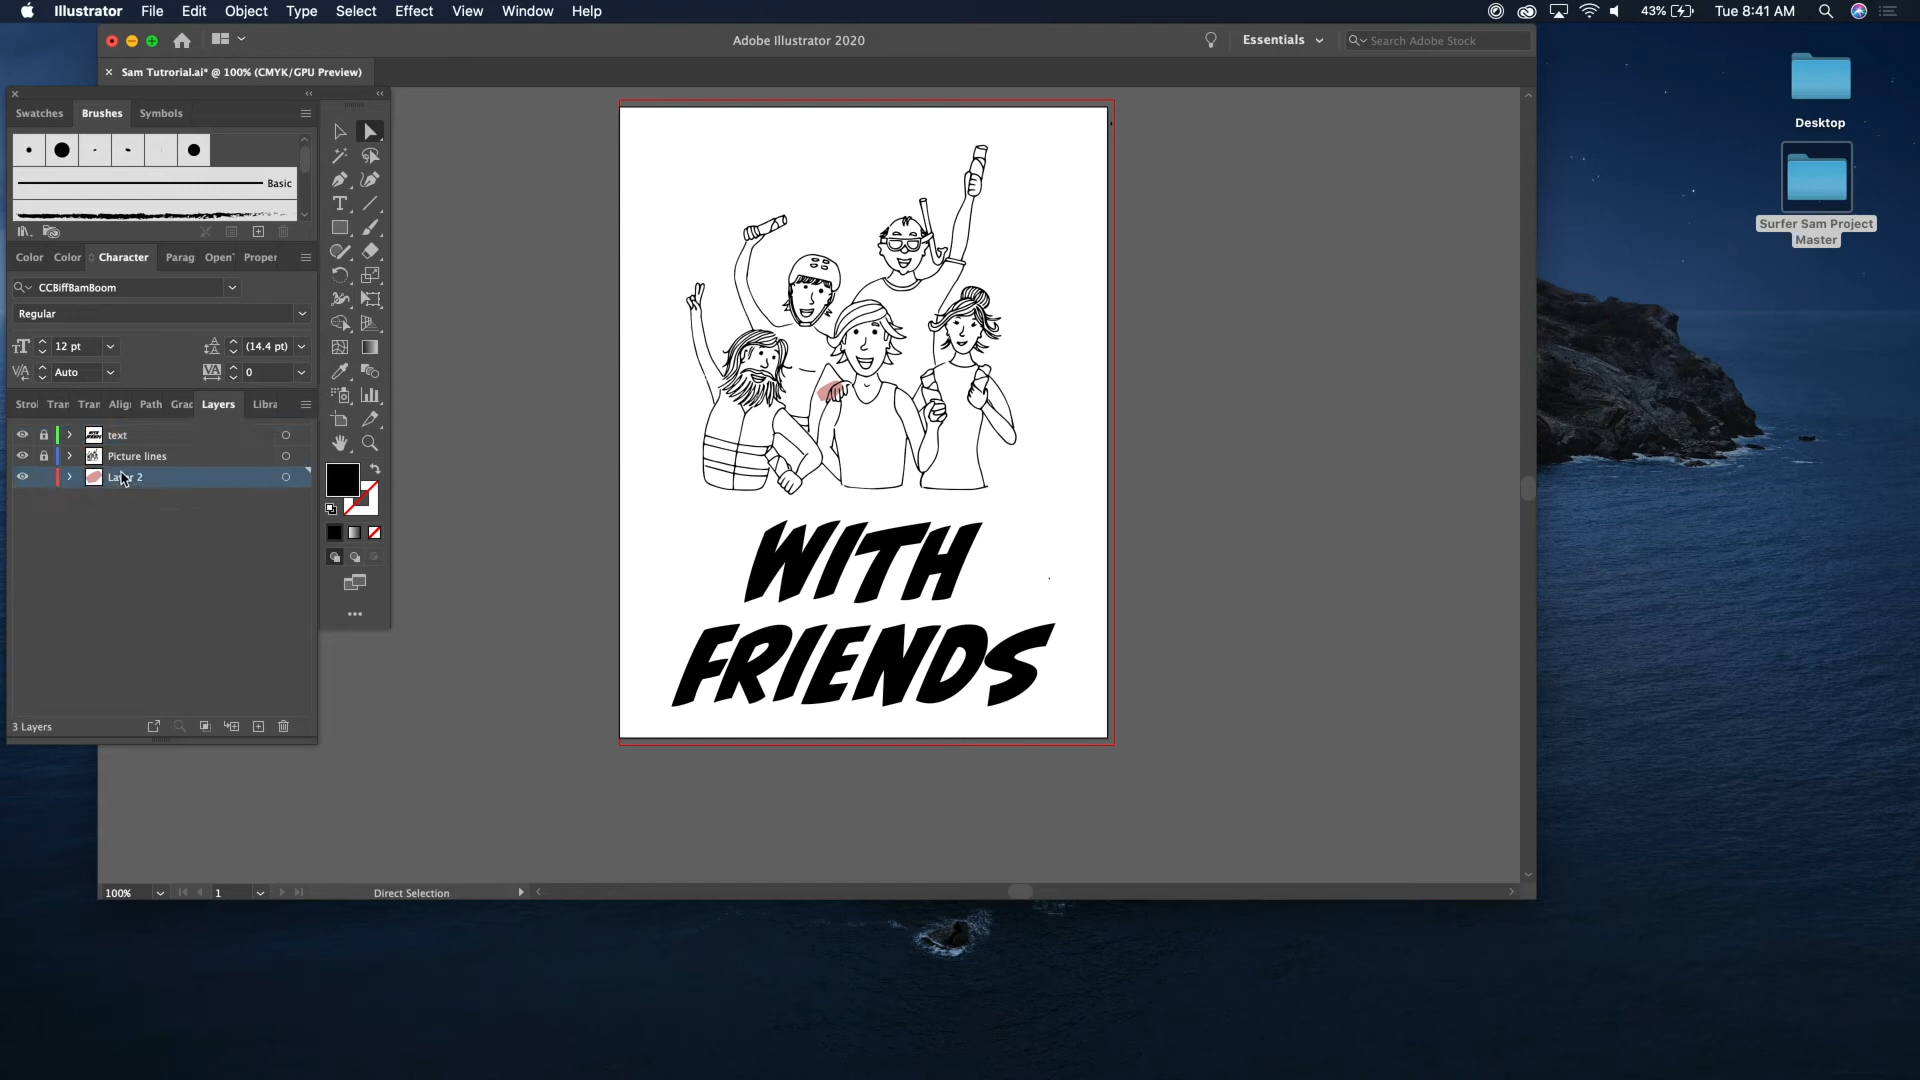 Illustrator File Edit Object Type Select Effect View Window Help 43% Tue 8:41 AM
Adobe Illustrator 2020 Essentials Search Adobe Stock
× Sam Tutrorial.ai* @ 100% (CMYK/GPU Preview)
Swatches Brushes Symbols
Basic
Color Color Character Parag Open Proper
CCBiffBamBoom
Regular
12 pt (14.4 pt)
Auto 0
Strol Tran Tran Aligı Path Grac Layers Libra
text
Picture lines
Layer 2
3 Layers
WITH
FRIENDS
100% 1 Direct Selection
Desktop
Surfer Sam Project
Master